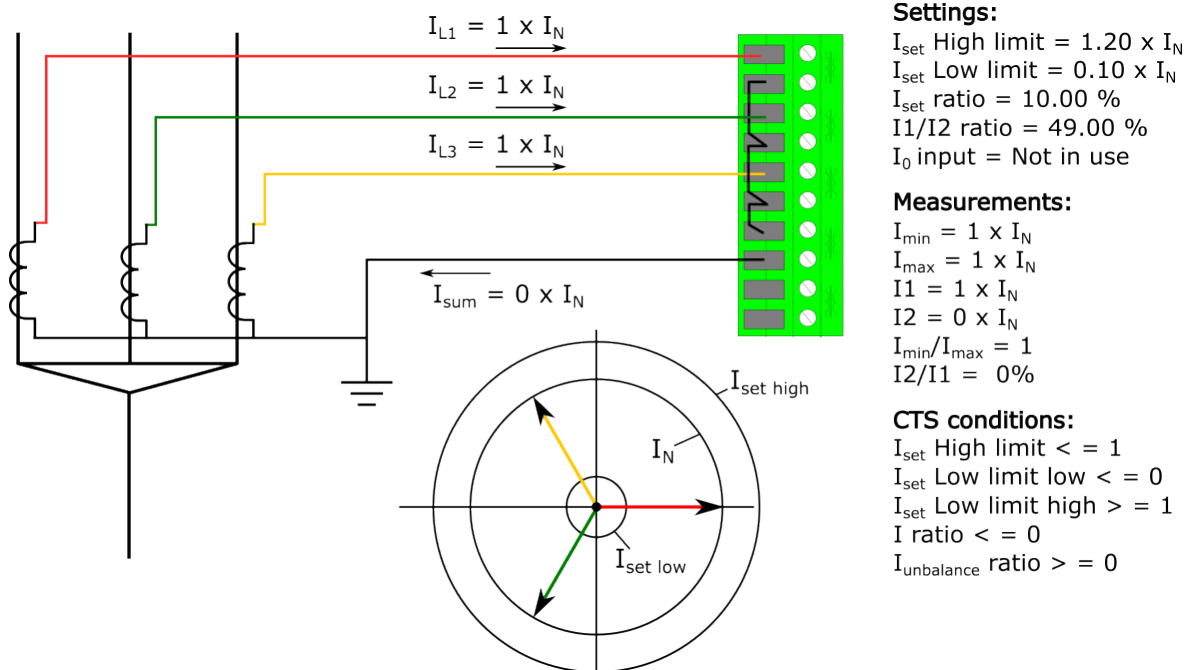 I_L1 = 1 x I_N
I_L2 = 1 x I_N
I_L3 = 1 x I_N
I_sum = 0 x I_N
I_set high
I_N
I_set low
Settings:
I_set High limit = 1.20 x I_N
I_set Low limit = 0.10 x I_N
I_set ratio = 10.00 %
I1/I2 ratio = 49.00 %
I_0 input = Not in use
Measurements:
I_min = 1 x I_N
I_max = 1 x I_N
I1 = 1 x I_N
I2 = 0 x I_N
I_min/I_max = 1
I2/I1 = 0%
CTS conditions:
I_set High limit < = 1
I_set Low limit low < = 0
I_set Low limit high > = 1
I ratio < = 0
I_unbalance ratio > = 0